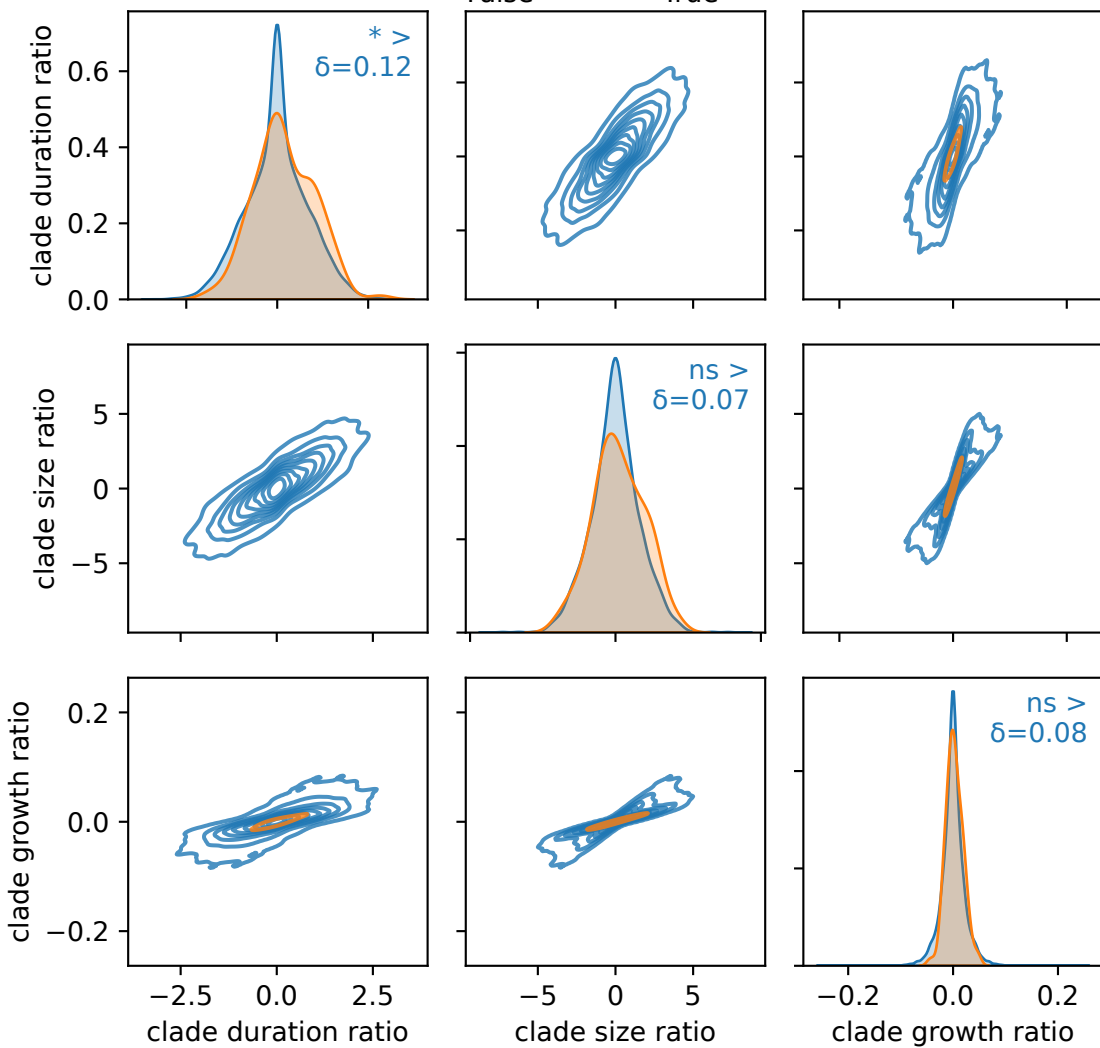 clade duration ratio
0.6
0.4
0.2
0.0
* >
δ=0.12
clade size ratio
5
0
−5
ns >
δ=0.07
clade growth ratio
0.2
0.0
−0.2
ns >
δ=0.08
−2.5 0.0 2.5
−5 0 5
−0.2 0.0 0.2
clade duration ratio
clade size ratio
clade growth ratio